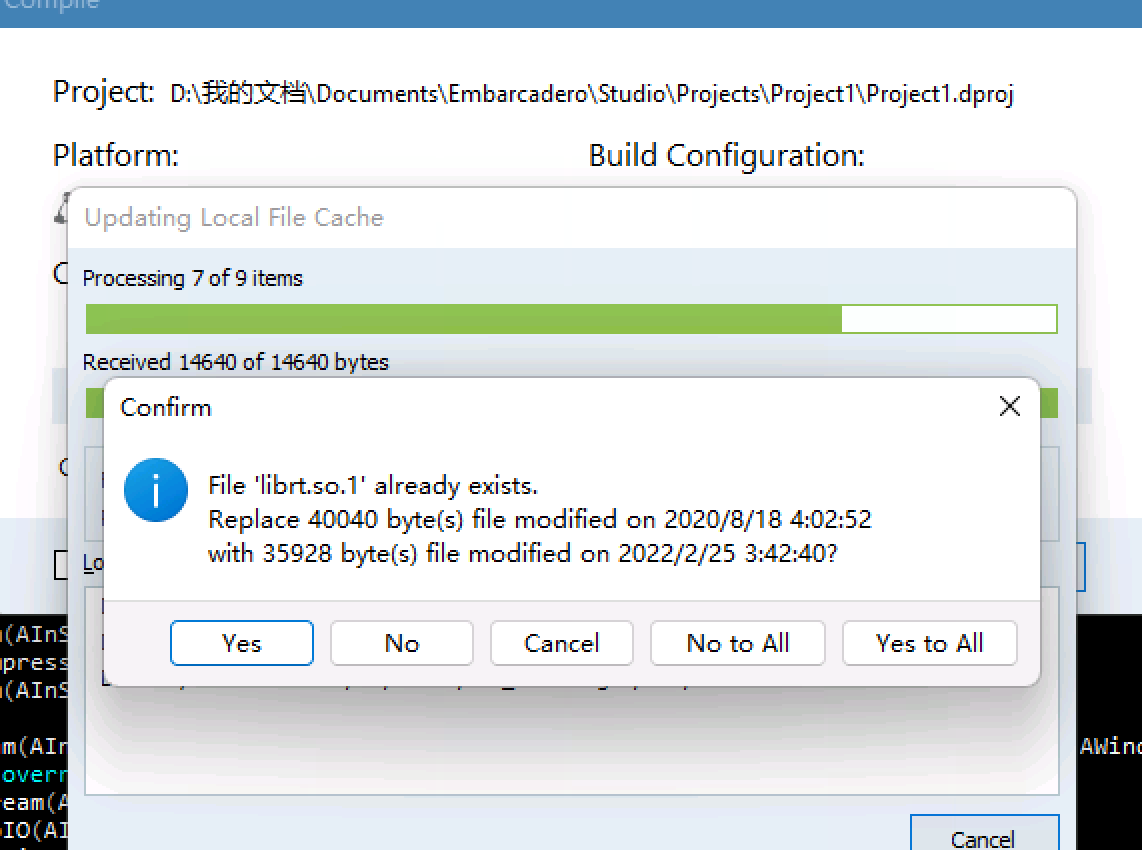 Compile
Project: D:\我的文档\Documents\Embarcadero\Studio\Projects\Project1\Project1.dproj
Platform:
Build Configuration:
Updating Local File Cache
Processing 7 of 9 items
Received 14640 of 14640 bytes
Confirm
File 'librt.so.1' already exists.
Replace 40040 byte(s) file modified on 2020/8/18 4:02:52
with 35928 byte(s) file modified on 2022/2/25 3:42:40?
Lo
Yes
No
Cancel
No to All
Yes to All
(AInS
press
(AInS
m(AIn
AWind
overr
eam(A
IO(AI
Cancel